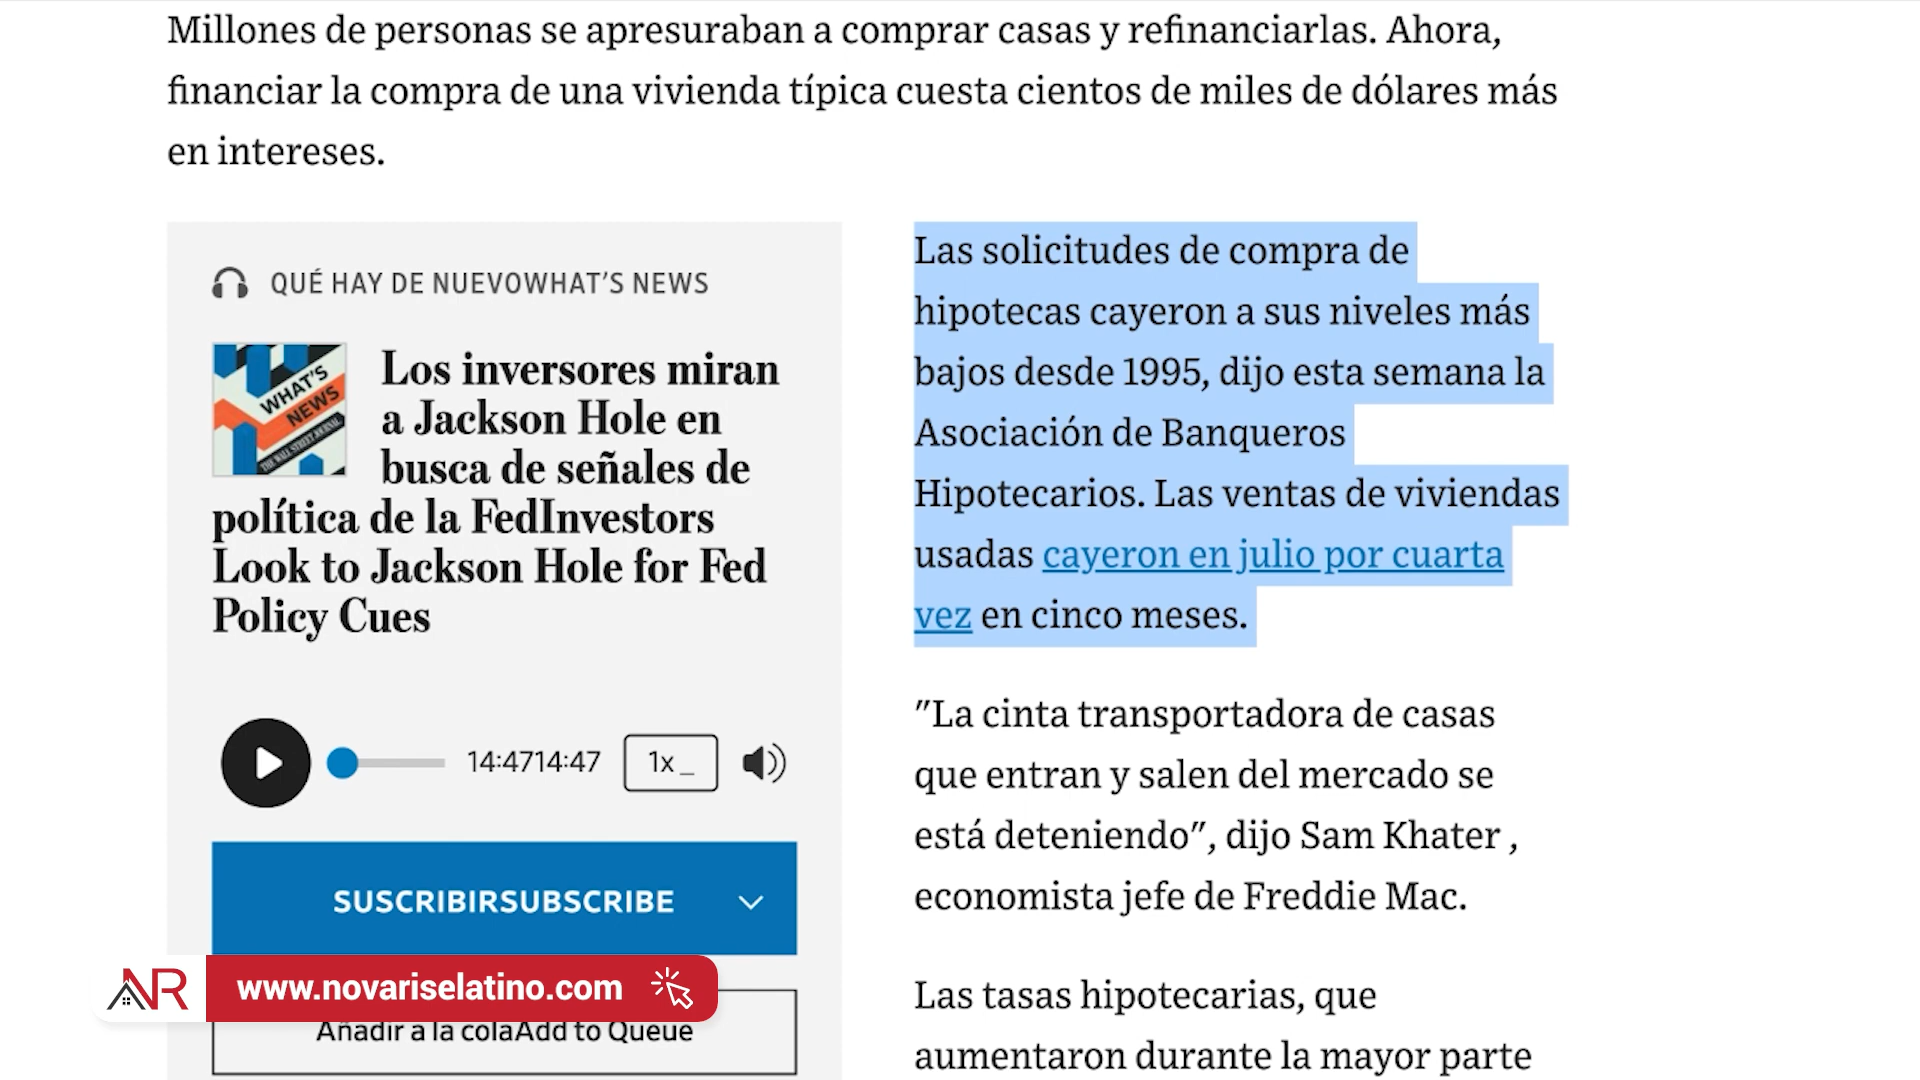 Millones de personas se apresuraban a comprar casas y refinanciarlas. Ahora,
financiar la compra de una vivienda típica cuesta cientos de miles de dólares más
en intereses.
QUÉ HAY DE NUEVOWHAT'S NEWS
WHAT'S
NEWS
THE WALL STREET JOURNAL
Los inversores miran
a Jackson Hole en
busca de señales de
política de la FedInvestors
Look to Jackson Hole for Fed
Policy Cues
14:4714:47
1x _
SUSCRIBIRSUBSCRIBE
NR
www.novariselatino.com
Añadir a la colaAdd to Queue
Las solicitudes de compra de
hipotecas cayeron a sus niveles más
bajos desde 1995, dijo esta semana la
Asociación de Banqueros
Hipotecarios. Las ventas de viviendas
usadas cayeron en julio por cuarta
vez en cinco meses.
"La cinta transportadora de casas
que entran y salen del mercado se
está deteniendo", dijo Sam Khater ,
economista jefe de Freddie Mac.
Las tasas hipotecarias, que
aumentaron durante la mayor parte